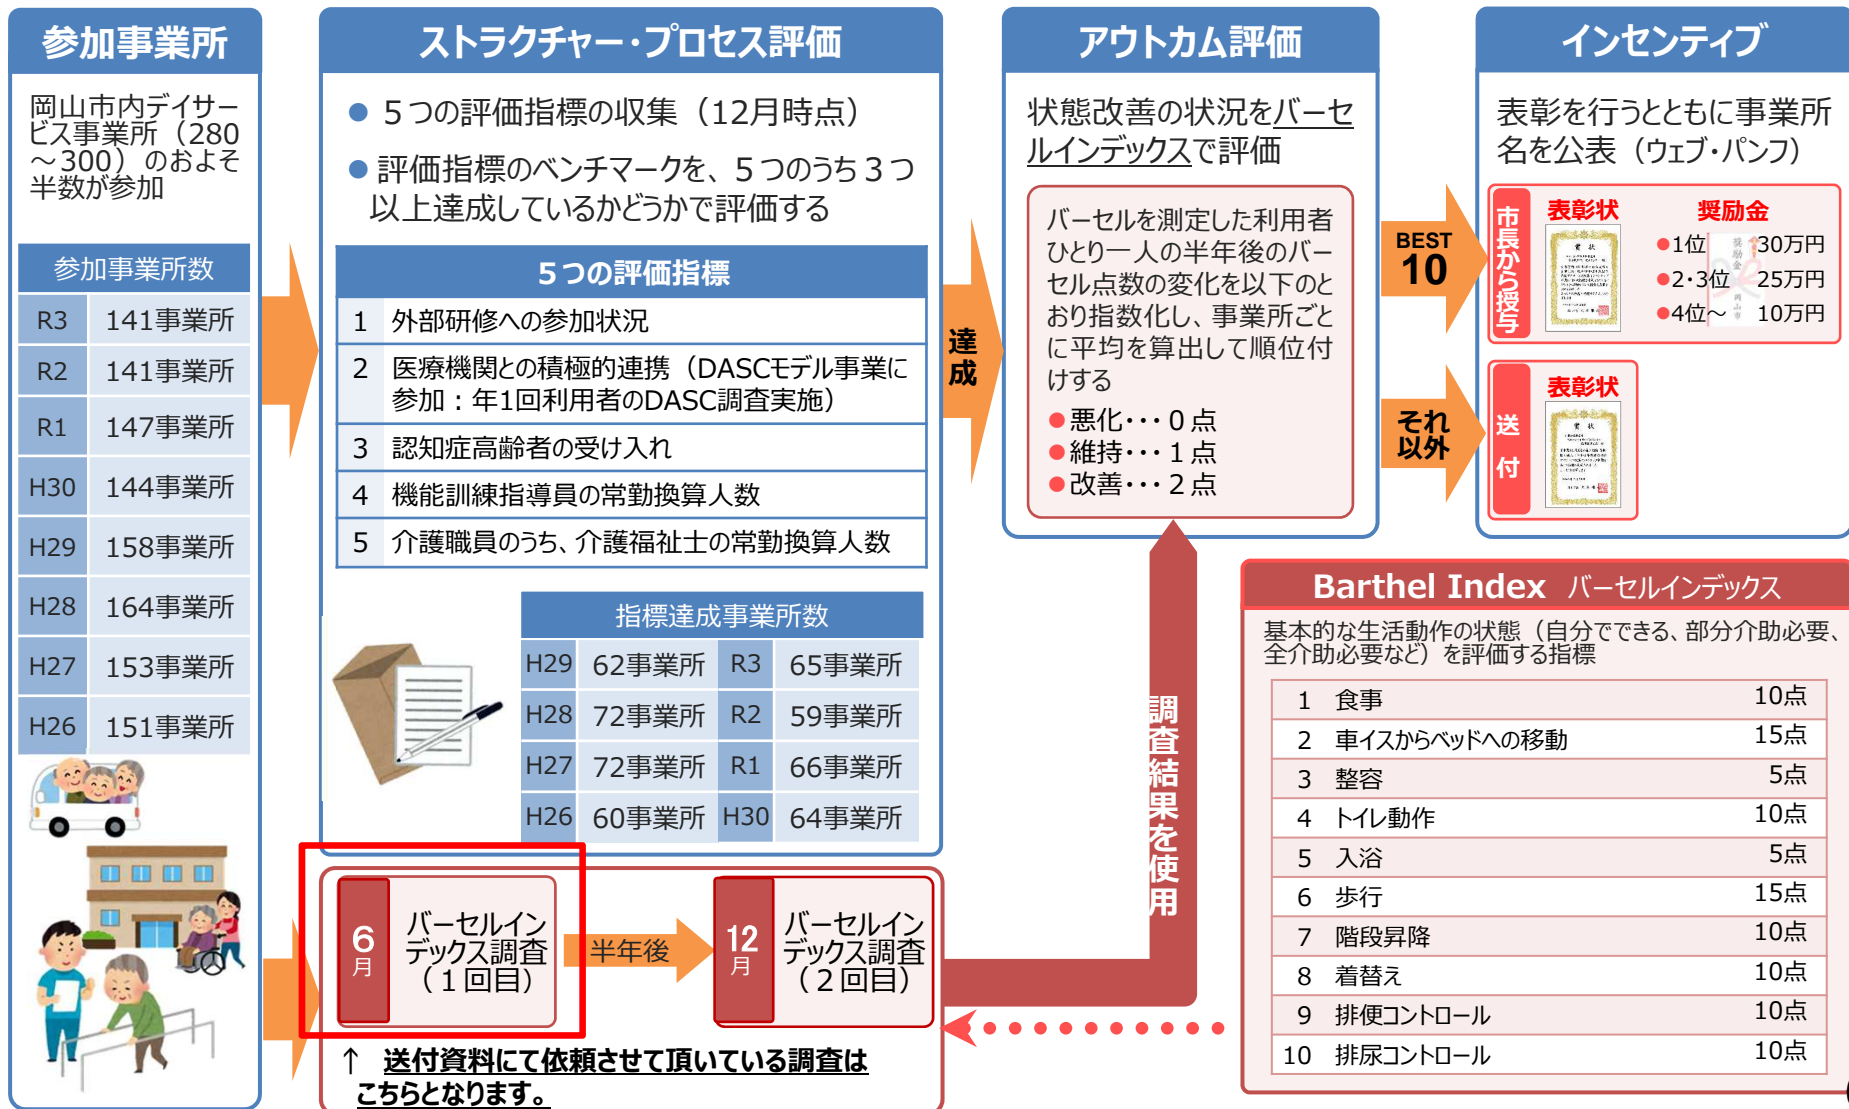 参加事業所
岡山市内デイサー
ビス事業所（280
～300）のおよそ
半数が参加
参加事業所数
R3 141事業所
R2 141事業所
R1 147事業所
H30 144事業所
H29 158事業所
H28 164事業所
H27 153事業所
H26 151事業所
ストラクチャー・プロセス評価
● 5つの評価指標の収集（12月時点）
● 評価指標のベンチマークを、5つのうち3つ
以上達成しているかどうかで評価する
5つの評価指標
1 外部研修への参加状況
2 医療機関との積極的連携（DASCモデル事業に
参加：年1回利用者のDASC調査実施）
3 認知症高齢者の受け入れ
4 機能訓練指導員の常勤換算人数
5 介護職員のうち、介護福祉士の常勤換算人数
指標達成事業所数
H29 62事業所 R3 65事業所
H28 72事業所 R2 59事業所
H27 72事業所 R1 66事業所
H26 60事業所 H30 64事業所
6月
バーセルイン
デックス調査
（1回目）
半年後
12月
バーセルイン
デックス調査
（2回目）
↑ 送付資料にて依頼させて頂いている調査は
こちらとなります。
達成
アウトカム評価
状態改善の状況をバーセ
ルインデックスで評価
バーセルを測定した利用者
ひとり一人の半年後のバー
セル点数の変化を以下のと
おり指数化し、事業所ごと
に平均を算出して順位付
けする
●悪化・・・0点
●維持・・・1点
●改善・・・2点
調査結果を使用
BEST
10
それ
以外
インセンティブ
表彰を行うとともに事業所
名を公表（ウェブ・パンフ）
市長から授与
表彰状
賞状
奨励金
●1位 30万円
●2・3位 25万円
●4位～ 10万円
送付
表彰状
賞状
Barthel Index バーセルインデックス
基本的な生活動作の状態（自分でできる、部分介助必要、
全介助必要など）を評価する指標
1 食事 10点
2 車イスからベッドへの移動 15点
3 整容 5点
4 トイレ動作 10点
5 入浴 5点
6 歩行 15点
7 階段昇降 10点
8 着替え 10点
9 排便コントロール 10点
10 排尿コントロール 10点